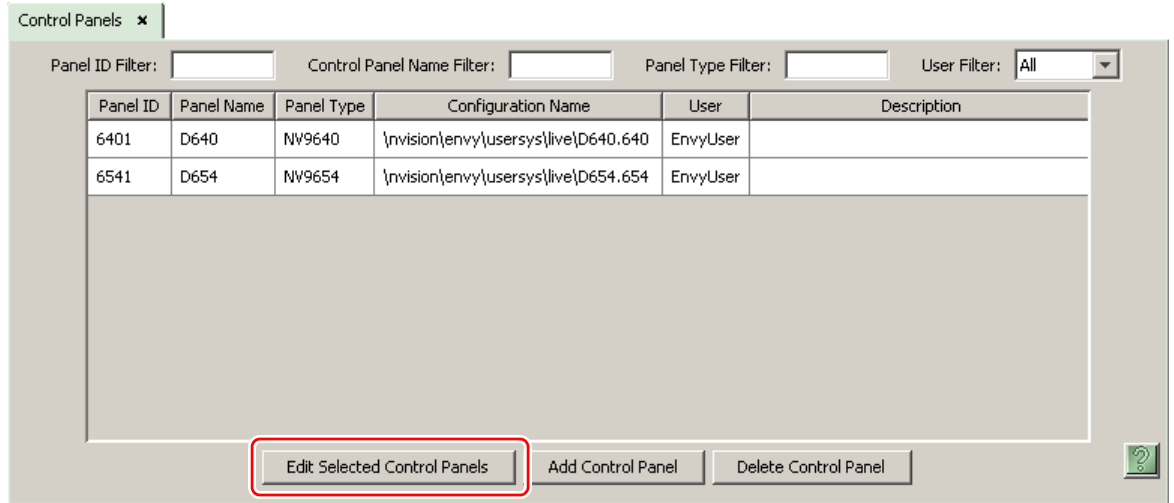 Control Panels ×
Panel ID Filter: Control Panel Name Filter: Panel Type Filter: User Filter: All
Panel ID Panel Name Panel Type Configuration Name User Description
6401 D640 NV9640 \nvision\envy\usersys\live\D640.640 EnvyUser
6541 D654 NV9654 \nvision\envy\usersys\live\D654.654 EnvyUser
Edit Selected Control Panels Add Control Panel Delete Control Panel ?